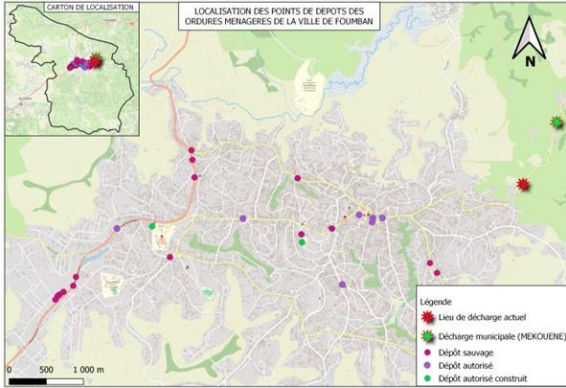 CARTON DE LOCALISATION
LOCALISATION DES POINTS DE DEPOTS DES
ORDURES MENAGERES DE LA VILLE DE FOUMBAN
N
Légende
Lieu de décharge actuel
Décharge municipale (MEKOUENE)
Dépôt sauvage
Dépôt autorisé
Dépôt autorisé construit
0 500 1 000 m